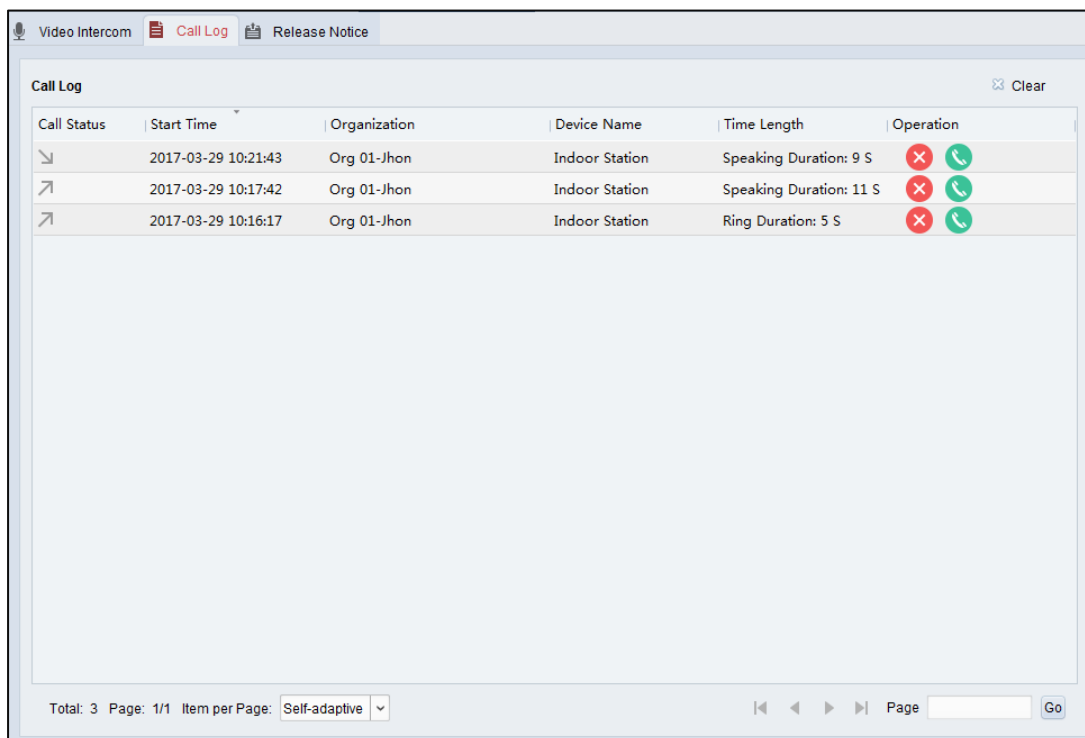 Video Intercom Call Log Release Notice
Call Log Clear
Call Status Start Time Organization Device Name Time Length Operation
2017-03-29 10:21:43 Org 01-Jhon Indoor Station Speaking Duration: 9 S
2017-03-29 10:17:42 Org 01-Jhon Indoor Station Speaking Duration: 11 S
2017-03-29 10:16:17 Org 01-Jhon Indoor Station Ring Duration: 5 S
Total: 3 Page: 1/1 Item per Page: Self-adaptive Page Go